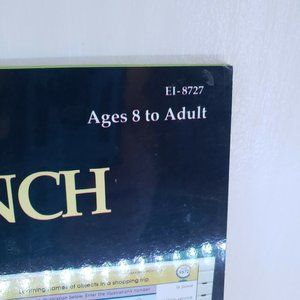 EI-8727
Ages 8 to Adult
NCH
Learning names of objects in a shopping trip